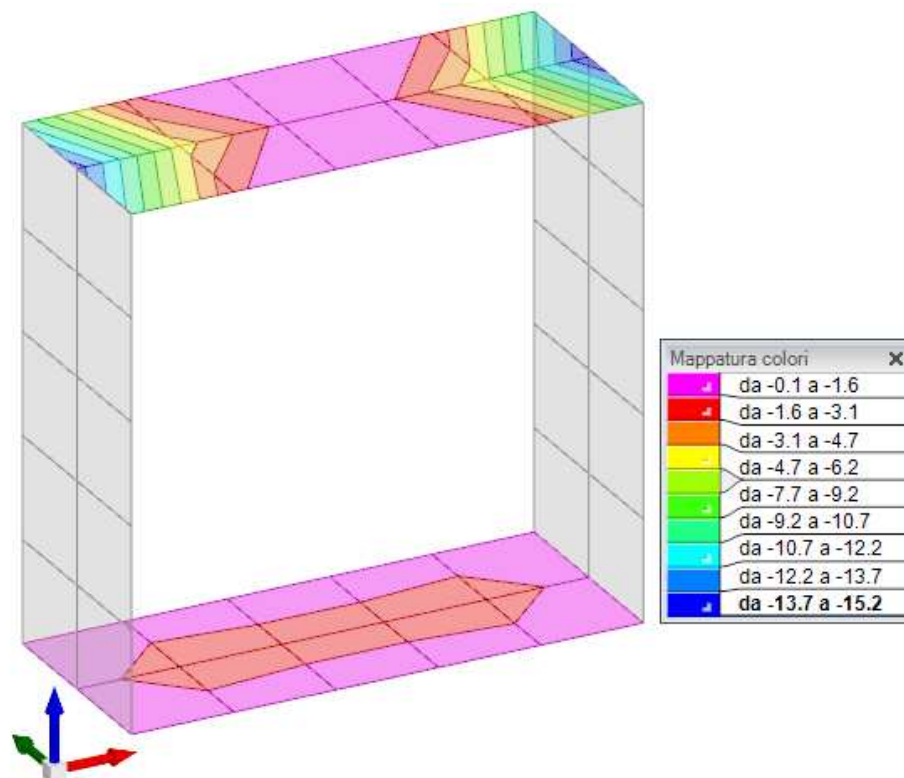 Mappatura colori
da -0.1 a -1.6
da -1.6 a -3.1
da -3.1 a -4.7
da -4.7 a -6.2
da -7.7 a -9.2
da -9.2 a -10.7
da -10.7 a -12.2
da -12.2 a -13.7
da -13.7 a -15.2